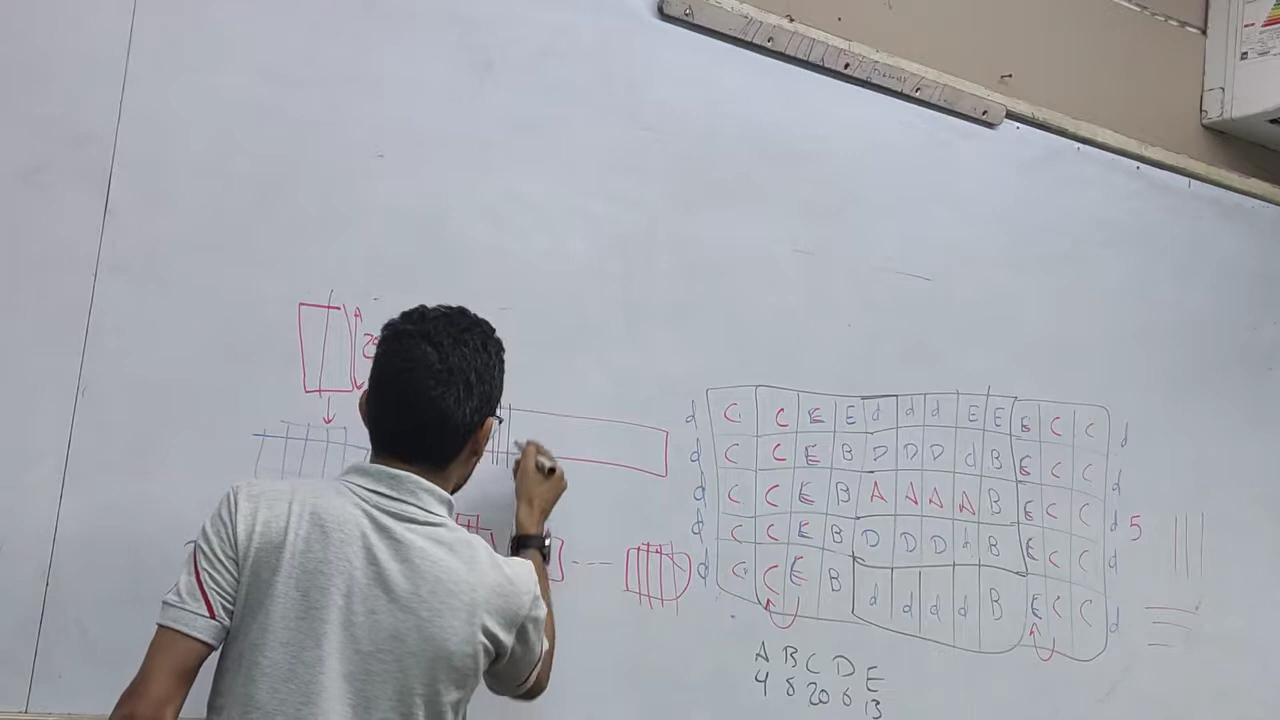 A
d C C E E d d d E E E C C d
d C C E B D D D d B E C C d
d C C E B A A A A B E C C d
d C C E B D D D d B E C C d 5
d C C E B d d d d B E C C d
A B C D E
4 8 20 6 13